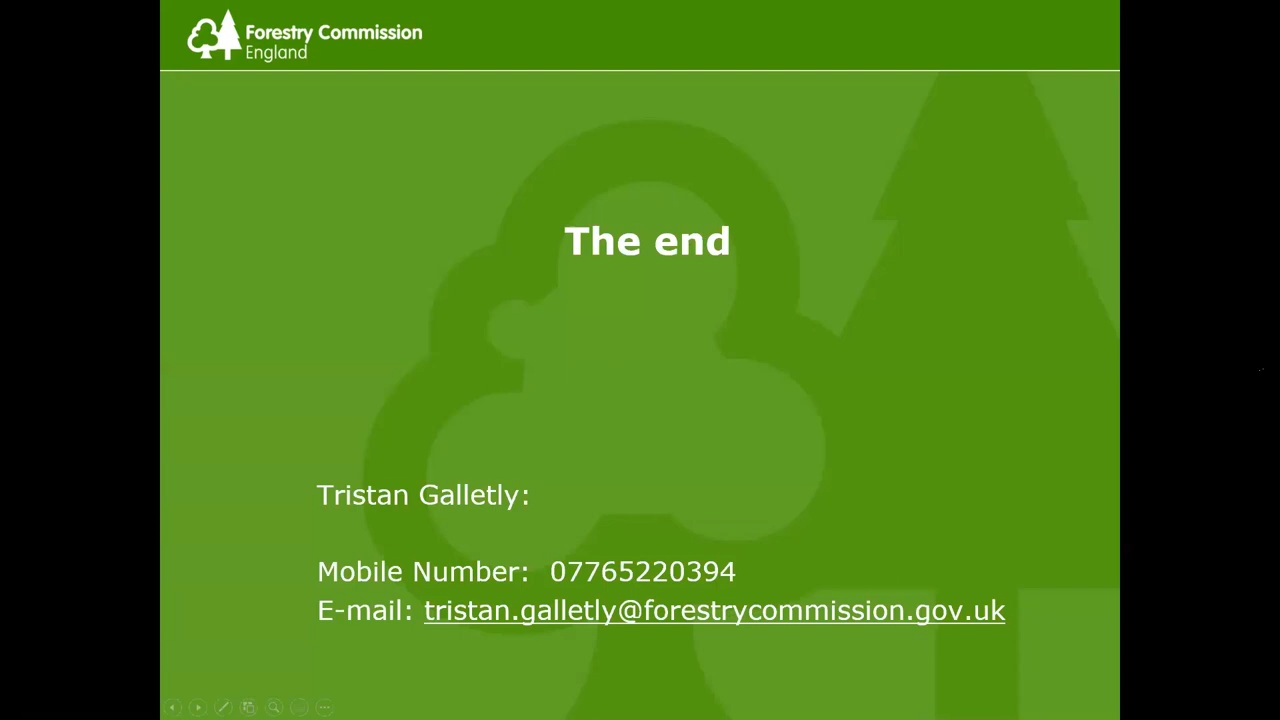 Forestry Commission
England
The end
Tristan Galletly:
Mobile Number:  07765220394
E-mail: tristan.galletly@forestrycommission.gov.uk